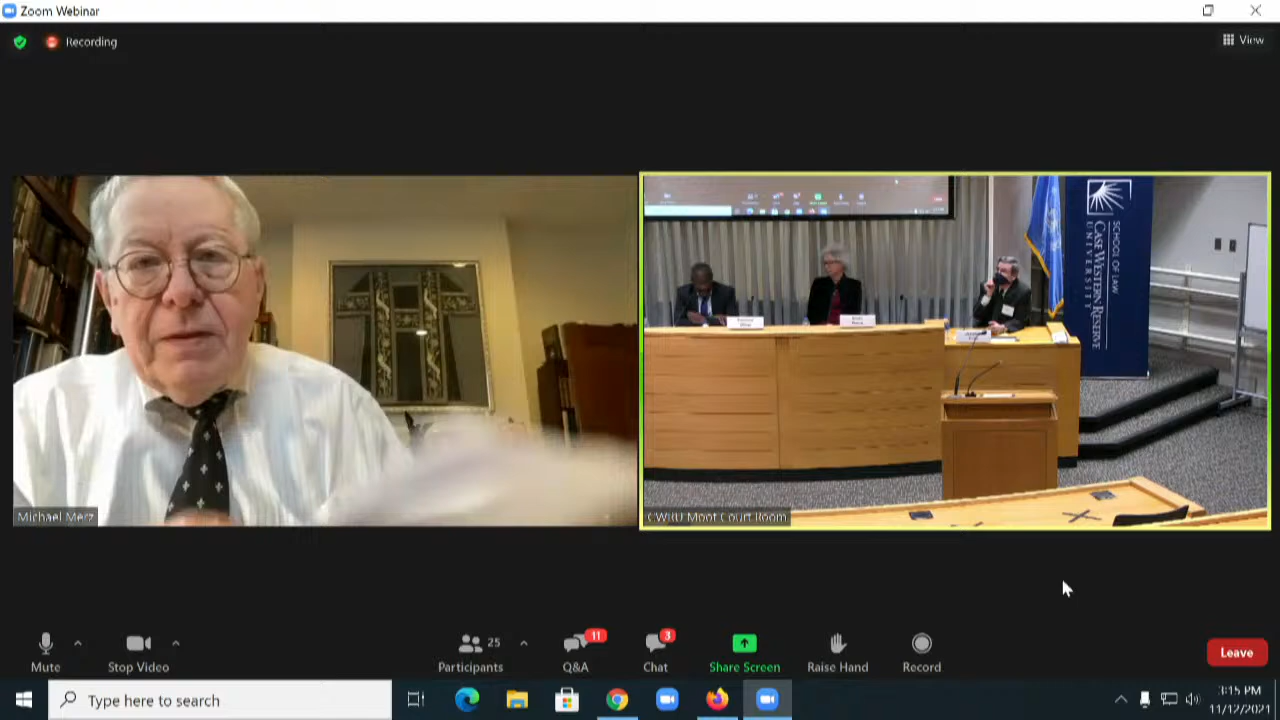 Zoom Webinar
Recording
View
SCHOOL OF LAW
CASE WESTERN RESERVE
UNIVERSITY
Michael Merz
CWRU Moot Court Room
Mute
Stop Video
Participants
25
Q&A
11
Chat
3
Share Screen
Raise Hand
Record
Leave
Type here to search
3:15 PM
11/12/2021